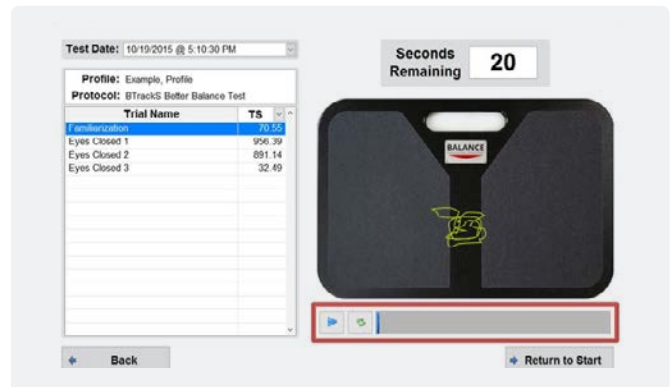 Test Date: 10/19/2015 @ 5:10:30 PM
Profile: Example, Profile
Protocol: BTrackS Better Balance Test
Trial Name TS
Familiarization 70.55
Eyes Closed 1 956.39
Eyes Closed 2 891.14
Eyes Closed 3 32.49
Back
Seconds Remaining 20
BALANCE
Return to Start